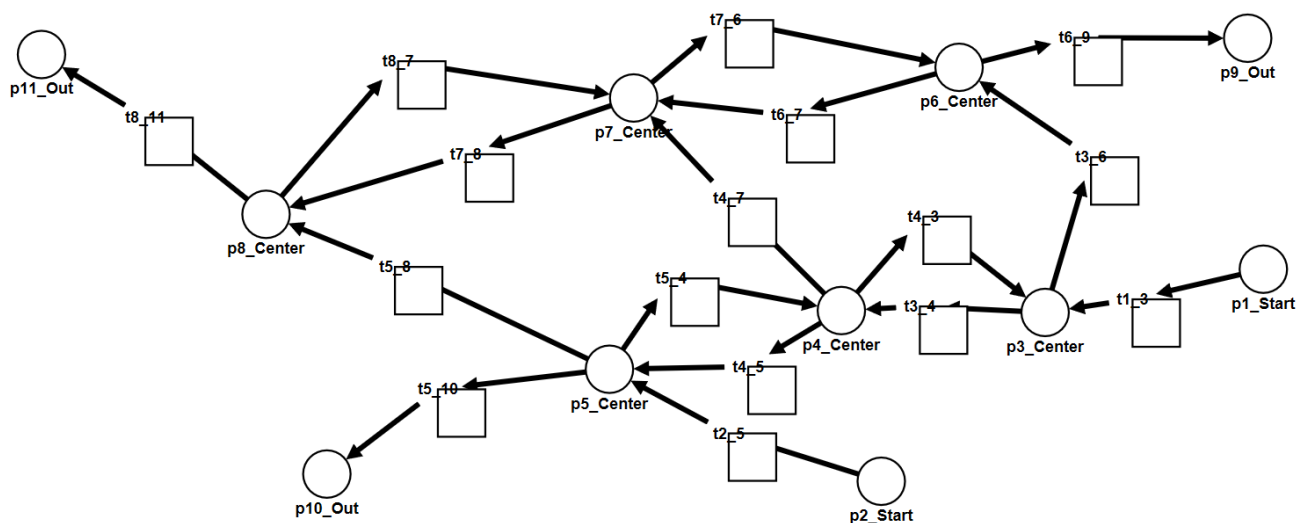 t7_6
t6_9
p9_Out
t8_7
p11_Out
p6_Center
t8_11
t6_7
p7_Center
t7_8
t3_6
t4_7
t4_3
p8_Center
t5_8
t5_4
t3_4
t1_3
p1_Start
p4_Center
p3_Center
t4_5
t5_10
p5_Center
t2_5
p10_Out
p2_Start